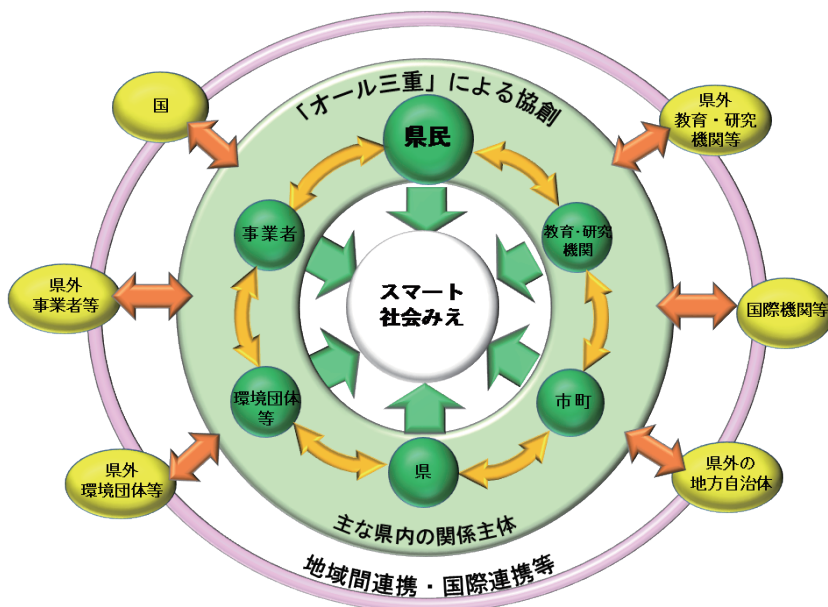 「オール三重」による協創
国
県外
教育・研究
機関等
県民
事業者
教育・研究
機関
県外
事業者等
スマート
社会みえ
国際機関等
環境団体
等
市町
県
県外
環境団体等
県外の
地方自治体
主な県内の関係主体
地域間連携・国際連携等